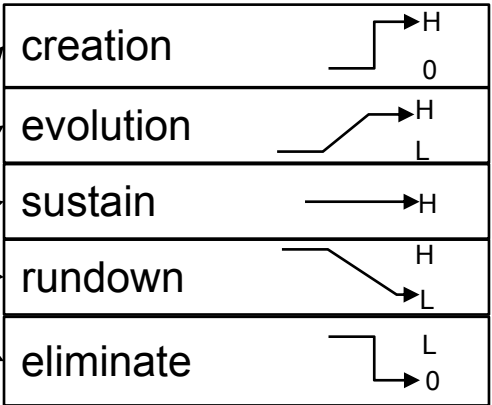 creation H
0
evolution H
L
sustain H
rundown H
L
eliminate L
0